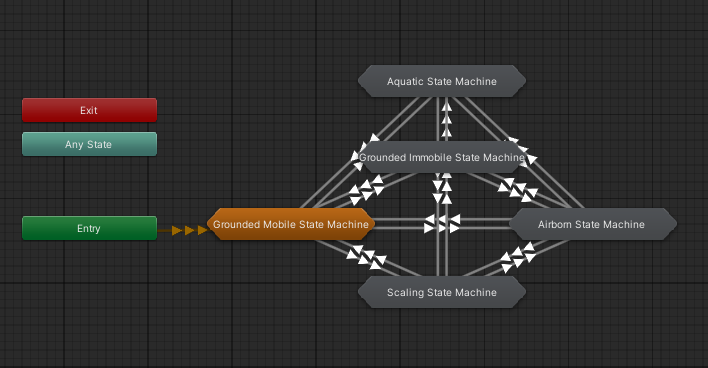 Aquatic State Machine
Exit
Any State
Grounded Immobile State Machine
Entry
Grounded Mobile State Machine
Airborn State Machine
Scaling State Machine